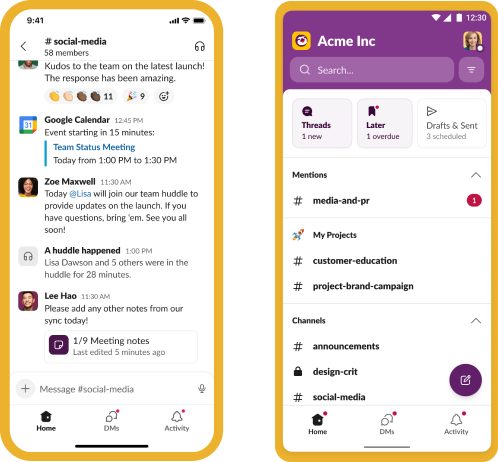 9:41
# social-media
58 members
Kudos to the team on the latest launch!
The response has been amazing.
11
9
Google Calendar 12:45 PM
31
Event starting in 15 minutes:
Team Status Meeting
Today from 1:00 PM to 1:30 PM
Zoe Maxwell 11:30 AM
Today @Lisa will join our team huddle to
provide updates on the launch. If you
have questions, bring 'em. See you all
soon!
A huddle happened 1:00 PM
Lisa Dawson and 5 others were in the
huddle for 28 minutes.
Lee Hao 11:30 AM
Please add any other notes from our
sync today!
1/9 Meeting notes
Last edited 5 minutes ago
Message #social-media
Home
DMs
Activity
12:30
Acme Inc
Search...
Threads
1 new
Later
1 overdue
Drafts & Sent
3 scheduled
Mentions
# media-and-pr
1
My Projects
# customer-education
# project-brand-campaign
Channels
# announcements
design-crit
# social-media
Home
DMs
Activity